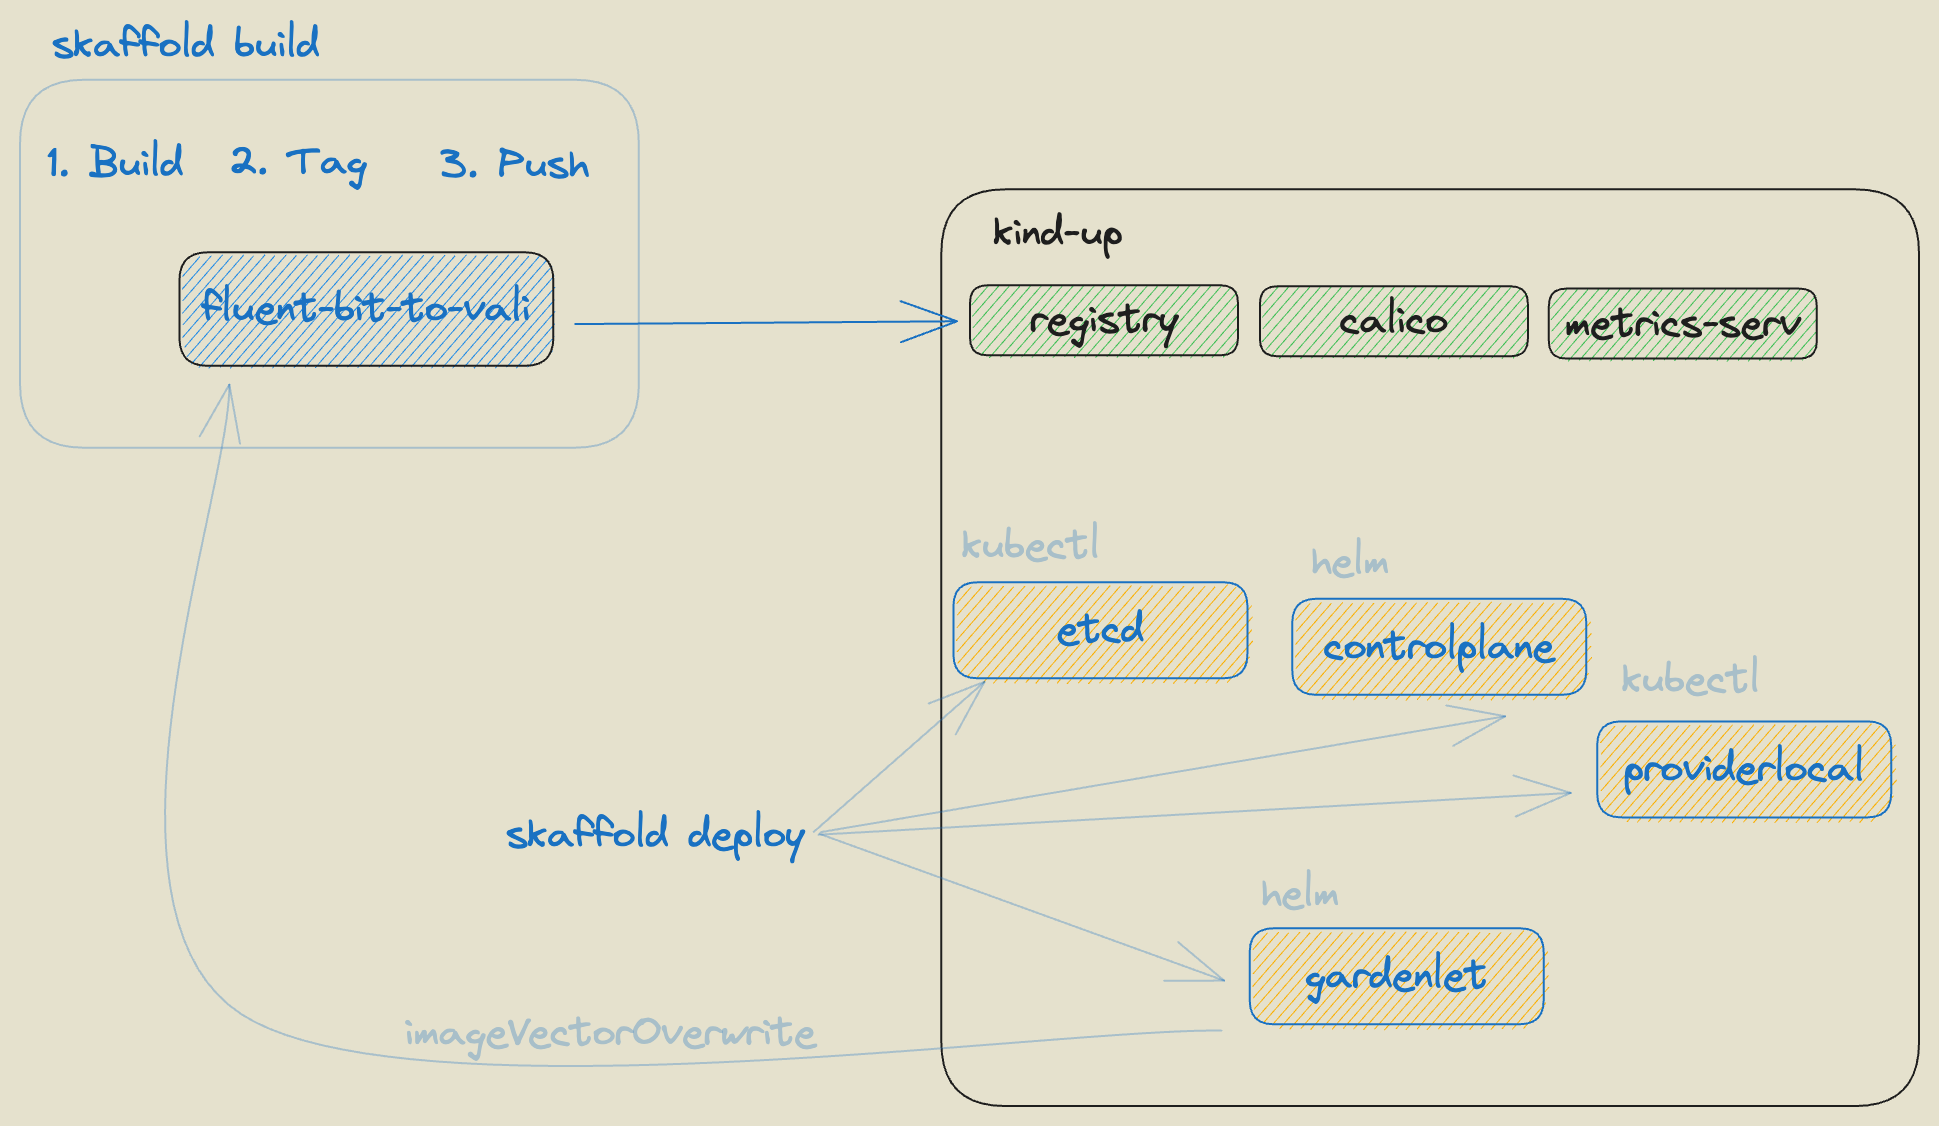 skaffold build
1. Build 2. Tag 3. Push
fluent-bit-to-vali
kind-up
registry
calico
metrics-serv
kubectl
etcd
helm
controlplane
kubectl
providerlocal
skaffold deploy
helm
gardenlet
imageVectorOverwrite